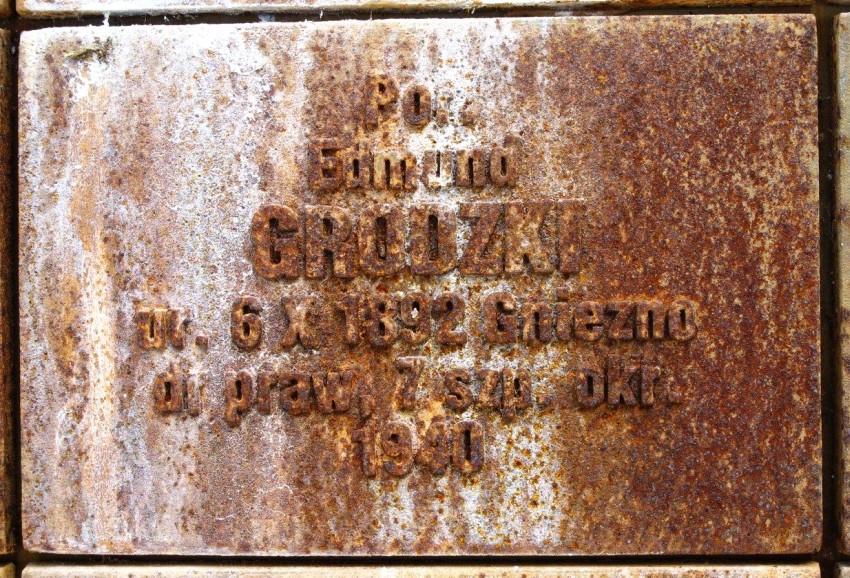 Por.
Edmund
GRODZKI
ur. 6 X 1892 Gniezno
dr praw, 7 szp. okr.
1940